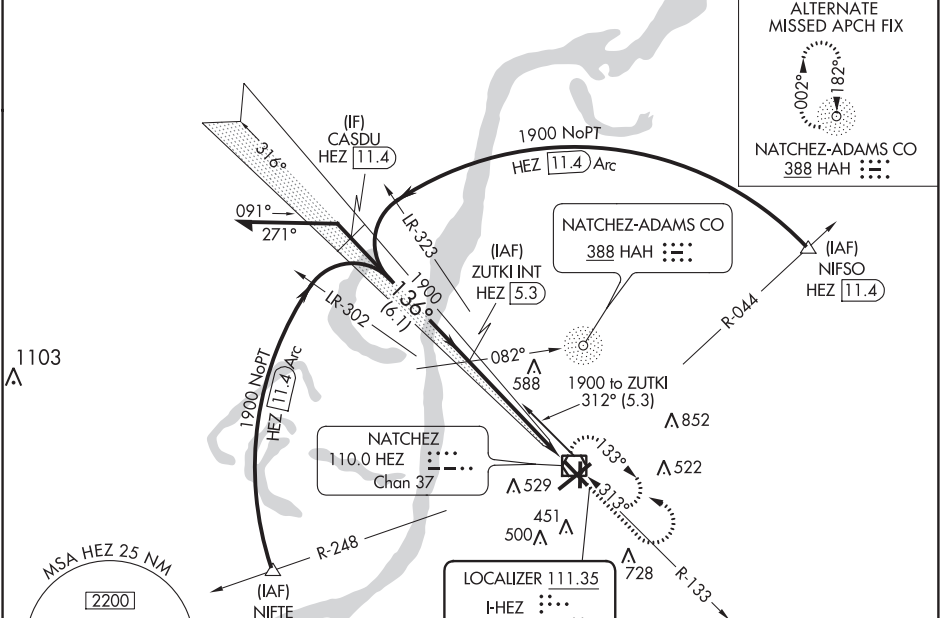 ALTERNATE
MISSED APCH FIX
002°
182°
NATCHEZ-ADAMS CO
388 HAH
(IF)
CASDU
HEZ 11.4
316°
1900 NoPT
HEZ 11.4 Arc
091°
271°
LR-323
NATCHEZ-ADAMS CO
388 HAH
(IAF)
ZUTKI INT
HEZ 5.3
(IAF)
NIFSO
HEZ 11.4
1900
136°
(6.1)
LR-302
R-044
082°
588
1103
1900 NoPT
HEZ 11.4 Arc
1900 to ZUTKI
312° (5.3)
852
NATCHEZ
110.0 HEZ
Chan 37
133°
313°
522
529
451
500
728
R-248
R-133
MSA HEZ 25 NM
2200
(IAF)
NIFTE
LOCALIZER 111.35
I-HEZ